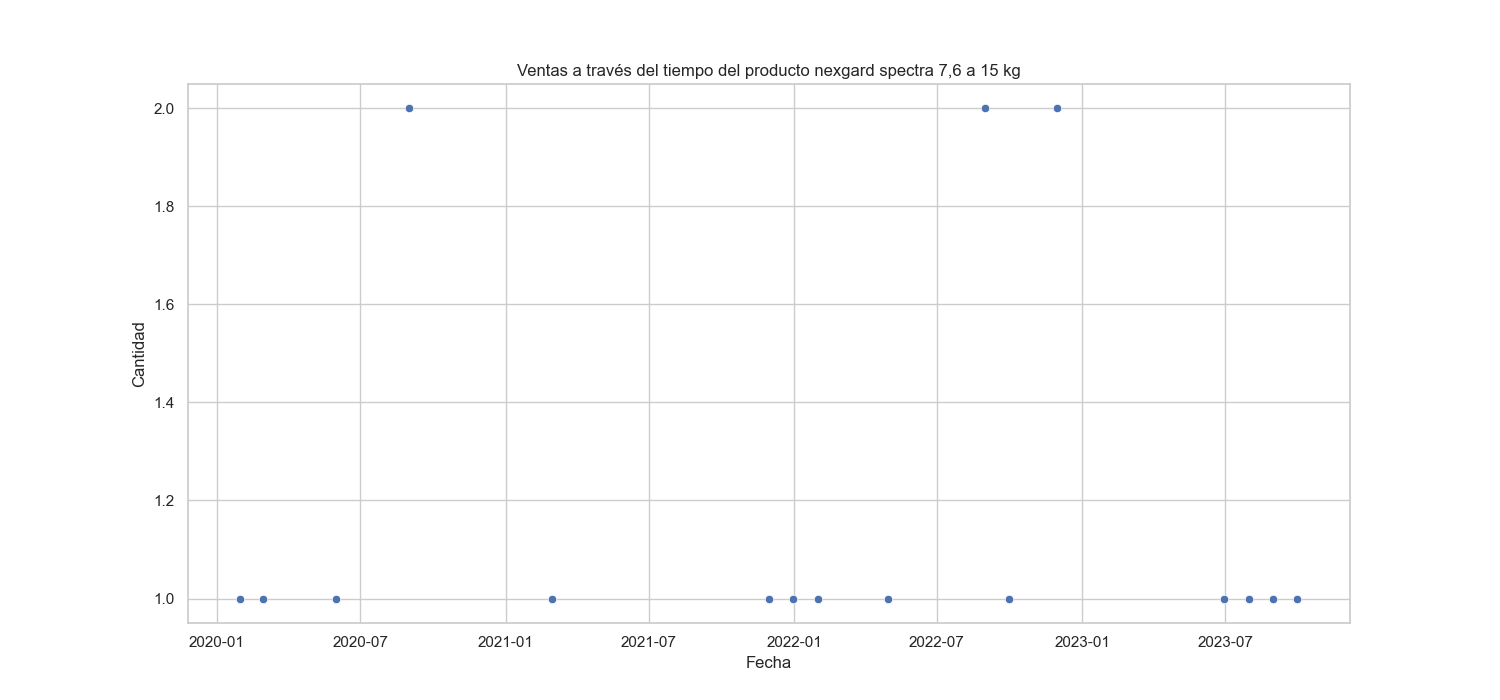 Ventas a través del tiempo del producto nexgard spectra 7,6 a 15 kg
2.0
1.8
1.6
1.4
1.2
1.0
Cantidad
2020-01 2020-07 2021-01 2021-07 2022-01 2022-07 2023-01 2023-07
Fecha